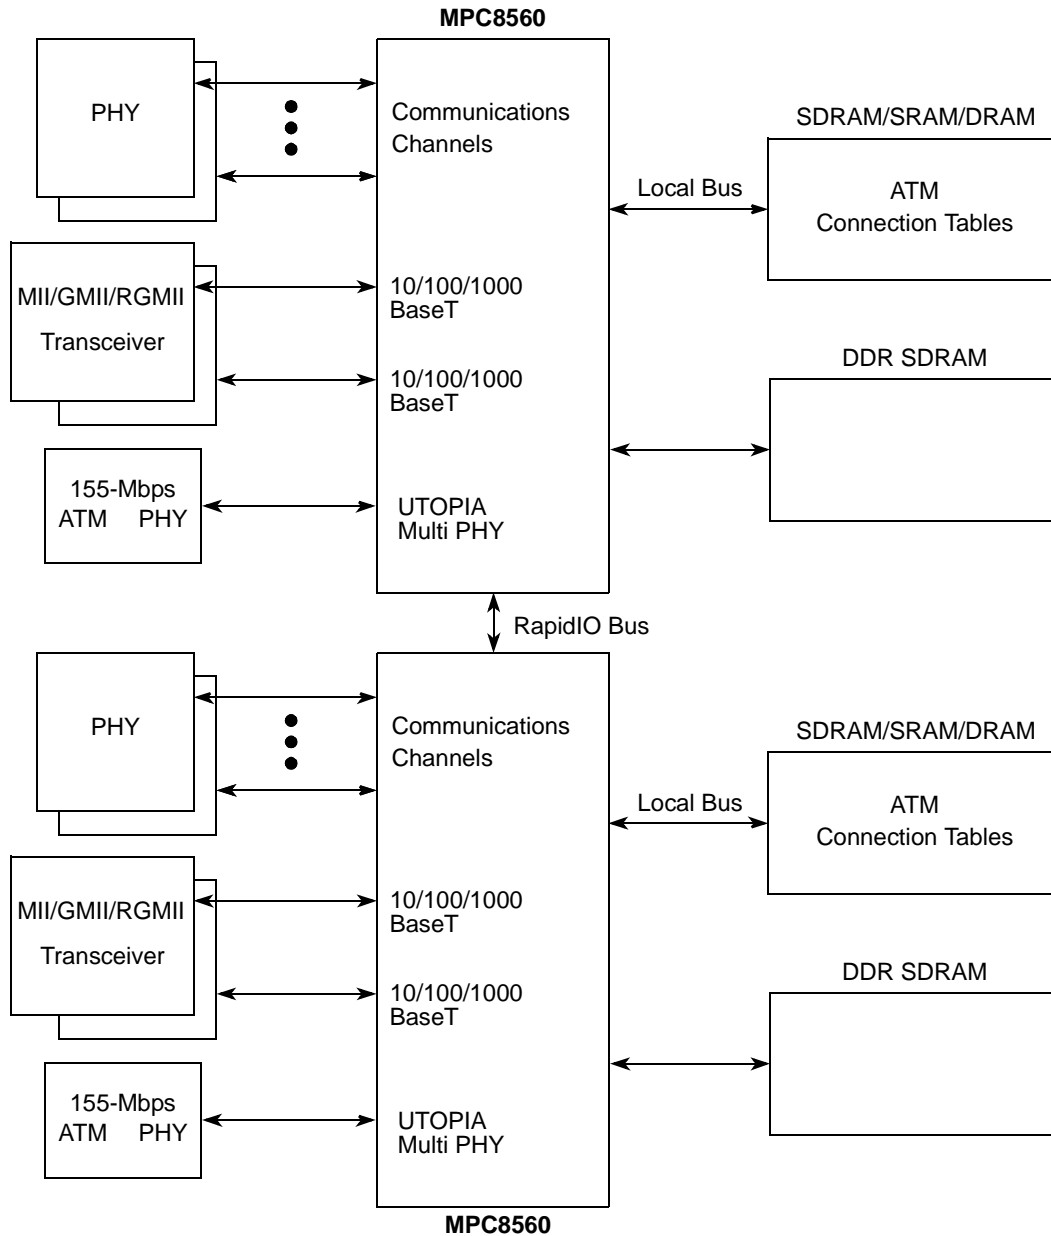 MPC8560
PHY
Communications
Channels
SDRAM/SRAM/DRAM
Local Bus
ATM
Connection Tables
MII/GMII/RGMII
Transceiver
10/100/1000
BaseT
10/100/1000
BaseT
DDR SDRAM
155-Mbps
ATM PHY
UTOPIA
Multi PHY
RapidIO Bus
PHY
Communications
Channels
SDRAM/SRAM/DRAM
Local Bus
ATM
Connection Tables
MII/GMII/RGMII
Transceiver
10/100/1000
BaseT
10/100/1000
BaseT
DDR SDRAM
155-Mbps
ATM PHY
UTOPIA
Multi PHY
MPC8560